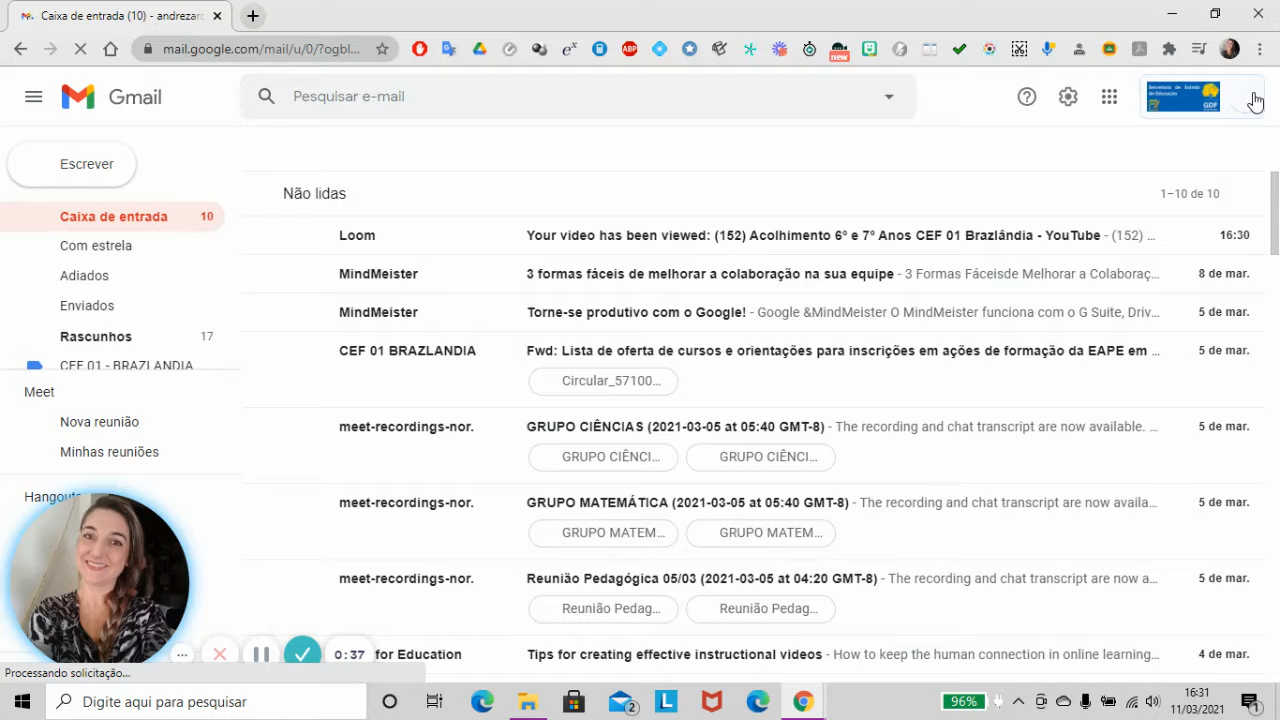 Caixa de entrada (10) - andrezar
mail.google.com/mail/u/0/?ogbl...
new
Gmail
Pesquisar e-mail
Secretaria de Estado
de Educação
GDF
Escrever
Caixa de entrada 10
Com estrela
Adiados
Enviados
Rascunhos 17
CEF 01 - BRAZLANDIA
Meet
Nova reunião
Minhas reuniões
Hangouts
Não lidas 1–10 de 10
Loom Your video has been viewed: (152) Acolhimento 6º e 7º Anos CEF 01 Brazlândia - YouTube - (152) ... 16:30
MindMeister 3 formas fáceis de melhorar a colaboração na sua equipe - 3 Formas Fáceisde Melhorar a Colaboraç... 8 de mar.
MindMeister Torne-se produtivo com o Google! - Google &MindMeister O MindMeister funciona com o G Suite, Driv... 5 de mar.
CEF 01 BRAZLANDIA Fwd: Lista de oferta de cursos e orientações para inscrições em ações de formação da EAPE em ... 5 de mar.
Circular_57100...
meet-recordings-nor. GRUPO CIÊNCIAS (2021-03-05 at 05:40 GMT-8) - The recording and chat transcript are now available. ... 5 de mar.
GRUPO CIÊNCI... GRUPO CIÊNCI...
meet-recordings-nor. GRUPO MATEMÁTICA (2021-03-05 at 05:40 GMT-8) - The recording and chat transcript are now availa... 5 de mar.
GRUPO MATEM... GRUPO MATEM...
meet-recordings-nor. Reunião Pedagógica 05/03 (2021-03-05 at 04:20 GMT-8) - The recording and chat transcript are now a... 5 de mar.
Reunião Pedag... Reunião Pedag...
for Education Tips for creating effective instructional videos - How to keep the human connection in online learning... 4 de mar.
0:37
Processando solicitação...
Digite aqui para pesquisar
2
L
96%
16:31
11/03/2021
1